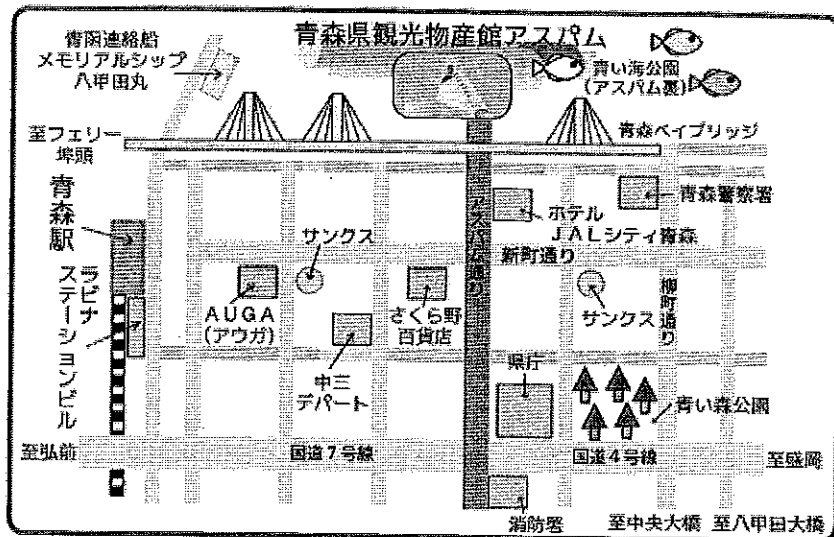 青森県観光物産館アスパム
青函連絡船
メモリアルシップ
八甲田丸
青い海公園
(アスパム裏)
至フェリー
埠頭
青森ベイブリッジ
青森駅
ラビナ
ステーションビル
サンクス
AUGA
(アウガ)
中三
デパート
さくら野
百貨店
アスパム通り
ホテル
JALシティ青森
青森警察署
新町通り
サンクス
柳町通り
県庁
青い森公園
至弘前
国道7号線
国道4号線
至盛岡
消防署
至中央大橋
至八甲田大橋